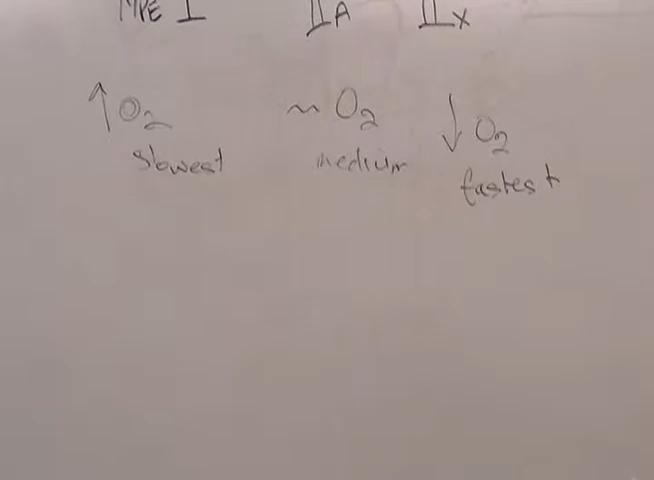 TYPE I IIA IIX
↑ O₂ ~ O₂ ↓ O₂
slowest medium fastest